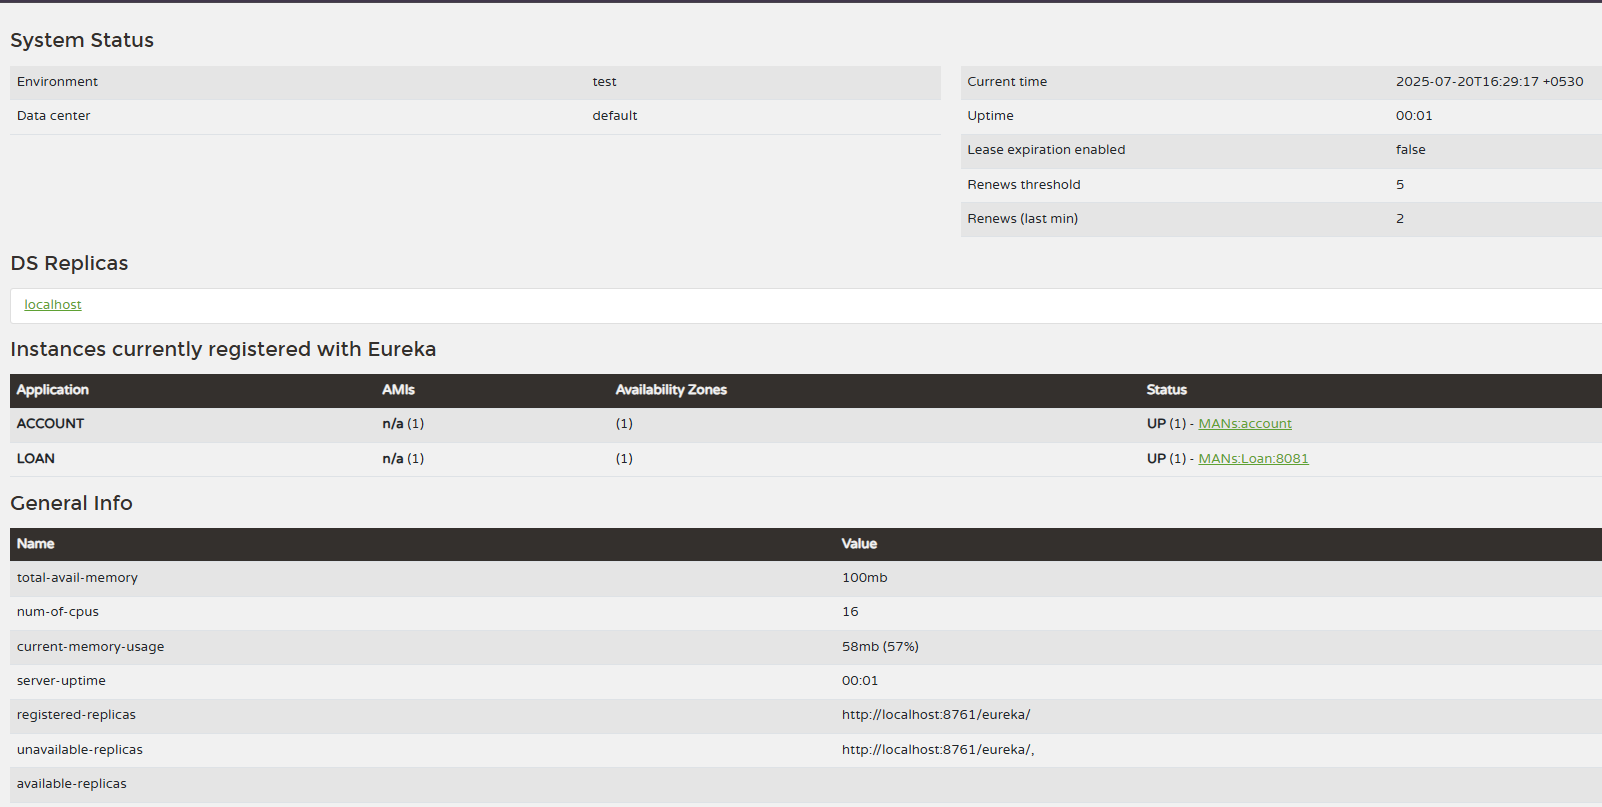 System Status
Environment test
Data center default
Current time 2025-07-20T16:29:17 +0530
Uptime 00:01
Lease expiration enabled false
Renews threshold 5
Renews (last min) 2
DS Replicas
localhost
Instances currently registered with Eureka
Application AMIs Availability Zones Status
ACCOUNT n/a (1) (1) UP (1) - MANs:account
LOAN n/a (1) (1) UP (1) - MANs:Loan:8081
General Info
Name Value
total-avail-memory 100mb
num-of-cpus 16
current-memory-usage 58mb (57%)
server-uptime 00:01
registered-replicas http://localhost:8761/eureka/
unavailable-replicas http://localhost:8761/eureka/,
available-replicas